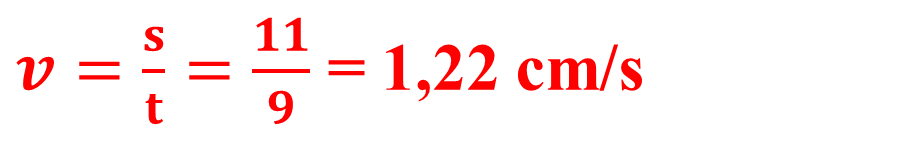 v = s/t = 11/9 = 1,22 cm/s